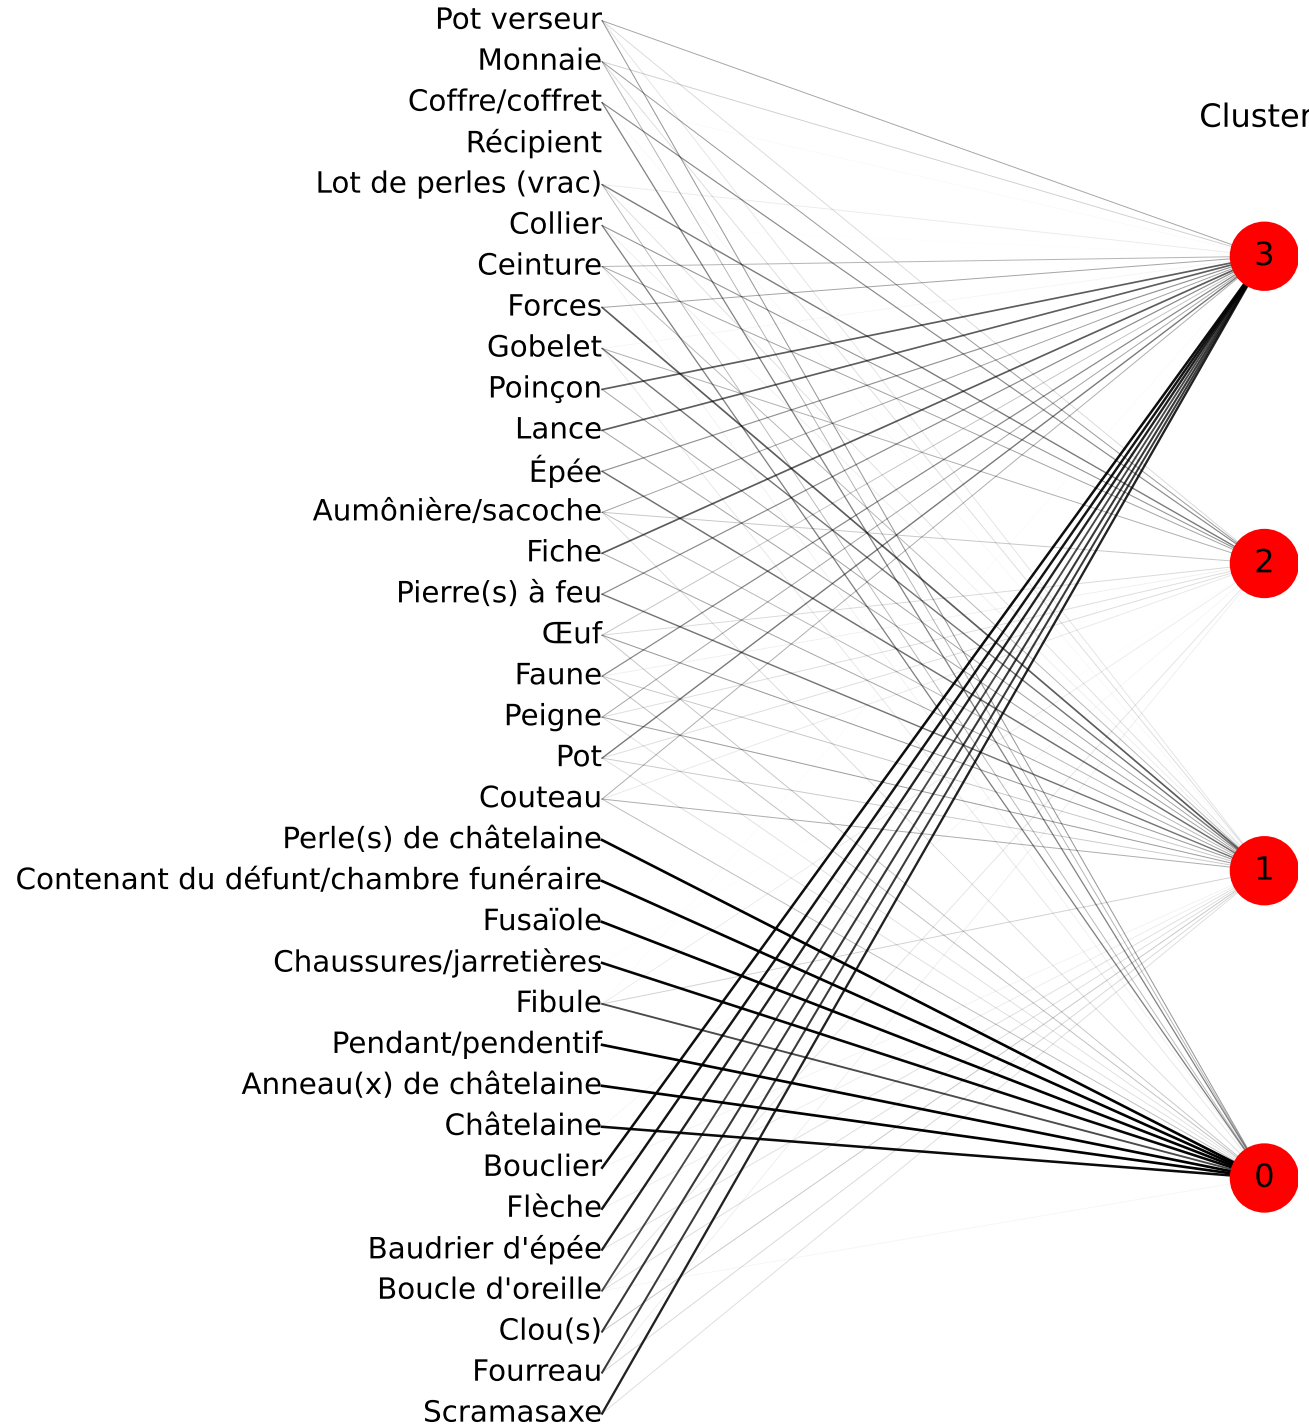 Pot verseur
Monnaie
Coffre/coffret
Cluster
Récipient
Lot de perles (vrac)
Collier
3
Ceinture
Forces
Gobelet
Poinçon
Lance
Épée
Aumônière/sacoche
Fiche
2
Pierre(s) à feu
Œuf
Faune
Peigne
Pot
Couteau
Perle(s) de châtelaine
1
Contenant du défunt/chambre funéraire
Fusaïole
Chaussures/jarretières
Fibule
Pendant/pendentif
Anneau(x) de châtelaine
Châtelaine
Bouclier
0
Flèche
Baudrier d'épée
Boucle d'oreille
Clou(s)
Fourreau
Scramasaxe